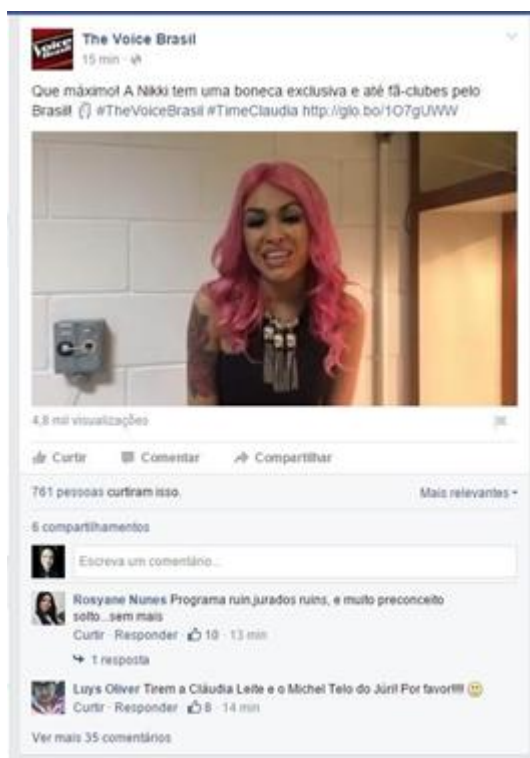 Voice
Brasil
The Voice Brasil
15 min ·
Que máximo! A Nikki tem uma boneca exclusiva e até fã-clubes pelo
Brasil! #TheVoiceBrasil #TimeClaudia http://glo.bo/1O7gUWW
4,8 mil visualizações
Curtir Comentar Compartilhar
761 pessoas curtiram isso. Mais relevantes
6 compartilhamentos
Escreva um comentário...
Rosyane Nunes Programa ruin,jurados ruins, e muito preconceito
solto...sem mais
Curtir · Responder · 10 · 13 min
1 resposta
Luys Oliver Tirem a Cláudia Leite e o Michel Telo do Júri! Por favor!!!!
Curtir · Responder · 8 · 14 min
Ver mais 35 comentários